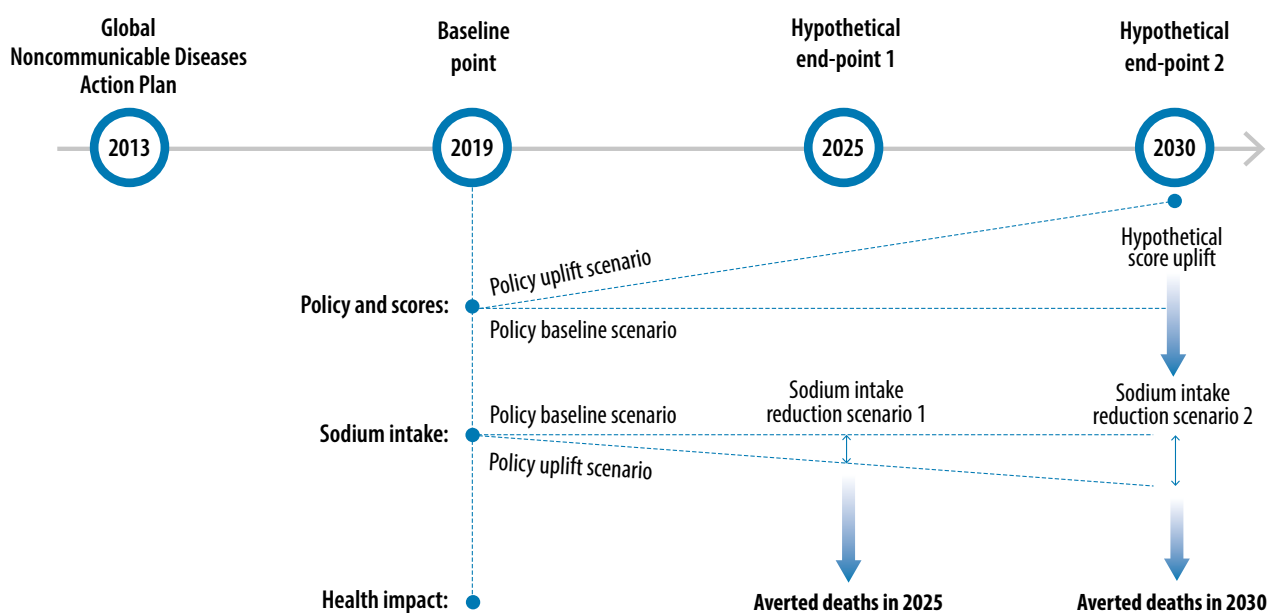 Global
Noncommunicable Diseases
Action Plan
Baseline
point
Hypothetical
end-point 1
Hypothetical
end-point 2
2013
2019
2025
2030
Policy uplift scenario
Hypothetical
score uplift
Policy and scores:
Policy baseline scenario
Sodium intake
reduction scenario 1
Sodium intake
reduction scenario 2
Policy baseline scenario
Sodium intake:
Policy uplift scenario
Health impact:
Averted deaths in 2025
Averted deaths in 2030